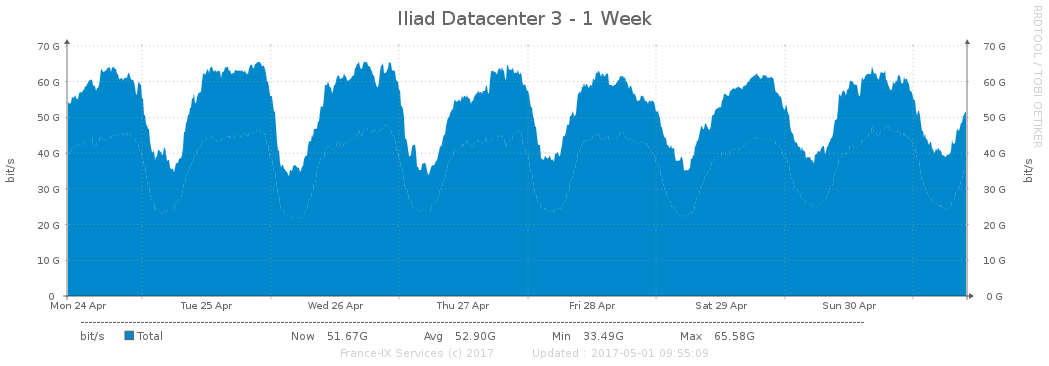 Iliad Datacenter 3 - 1 Week
RRDTOOL / TOBI OETIKER
70 G 70 G
60 G 60 G
50 G 50 G
40 G 40 G
30 G 30 G
20 G 20 G
10 G 10 G
0 0 G
bit/s bit/s
Mon 24 Apr Tue 25 Apr Wed 26 Apr Thu 27 Apr Fri 28 Apr Sat 29 Apr Sun 30 Apr
bit/s Total Now 51.67G Avg 52.90G Min 33.49G Max 65.58G
France-IX Services (c) 2017 Updated : 2017-05-01 09:55:09